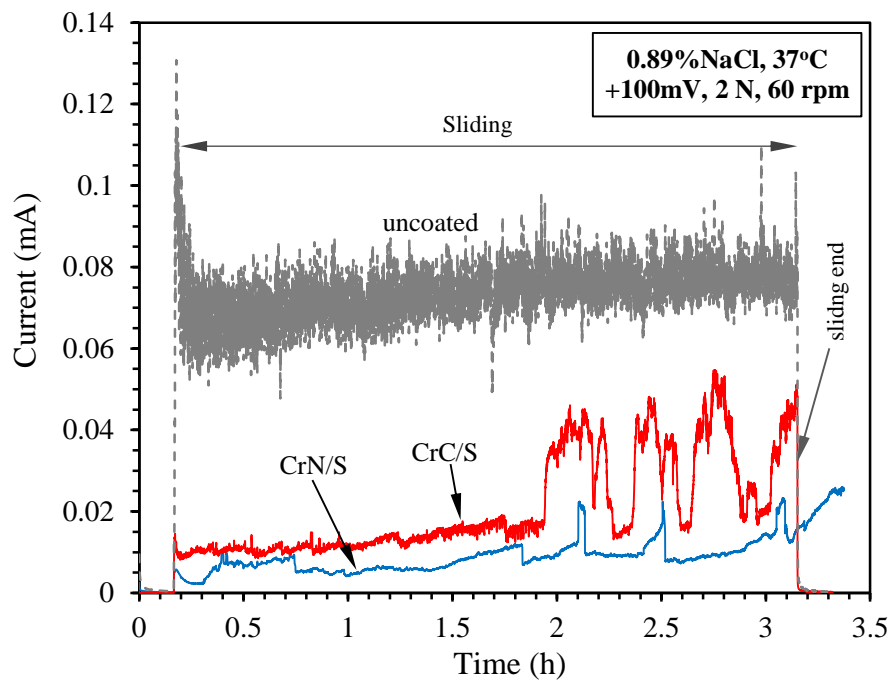 0.14
0.12
0.1
0.08
0.06
0.04
0.02
0
Current (mA)
0.89%NaCl, 37°C
+100mV, 2 N, 60 rpm
Sliding
uncoated
slidng end
CrN/S
CrC/S
0 0.5 1 1.5 2 2.5 3 3.5
Time (h)